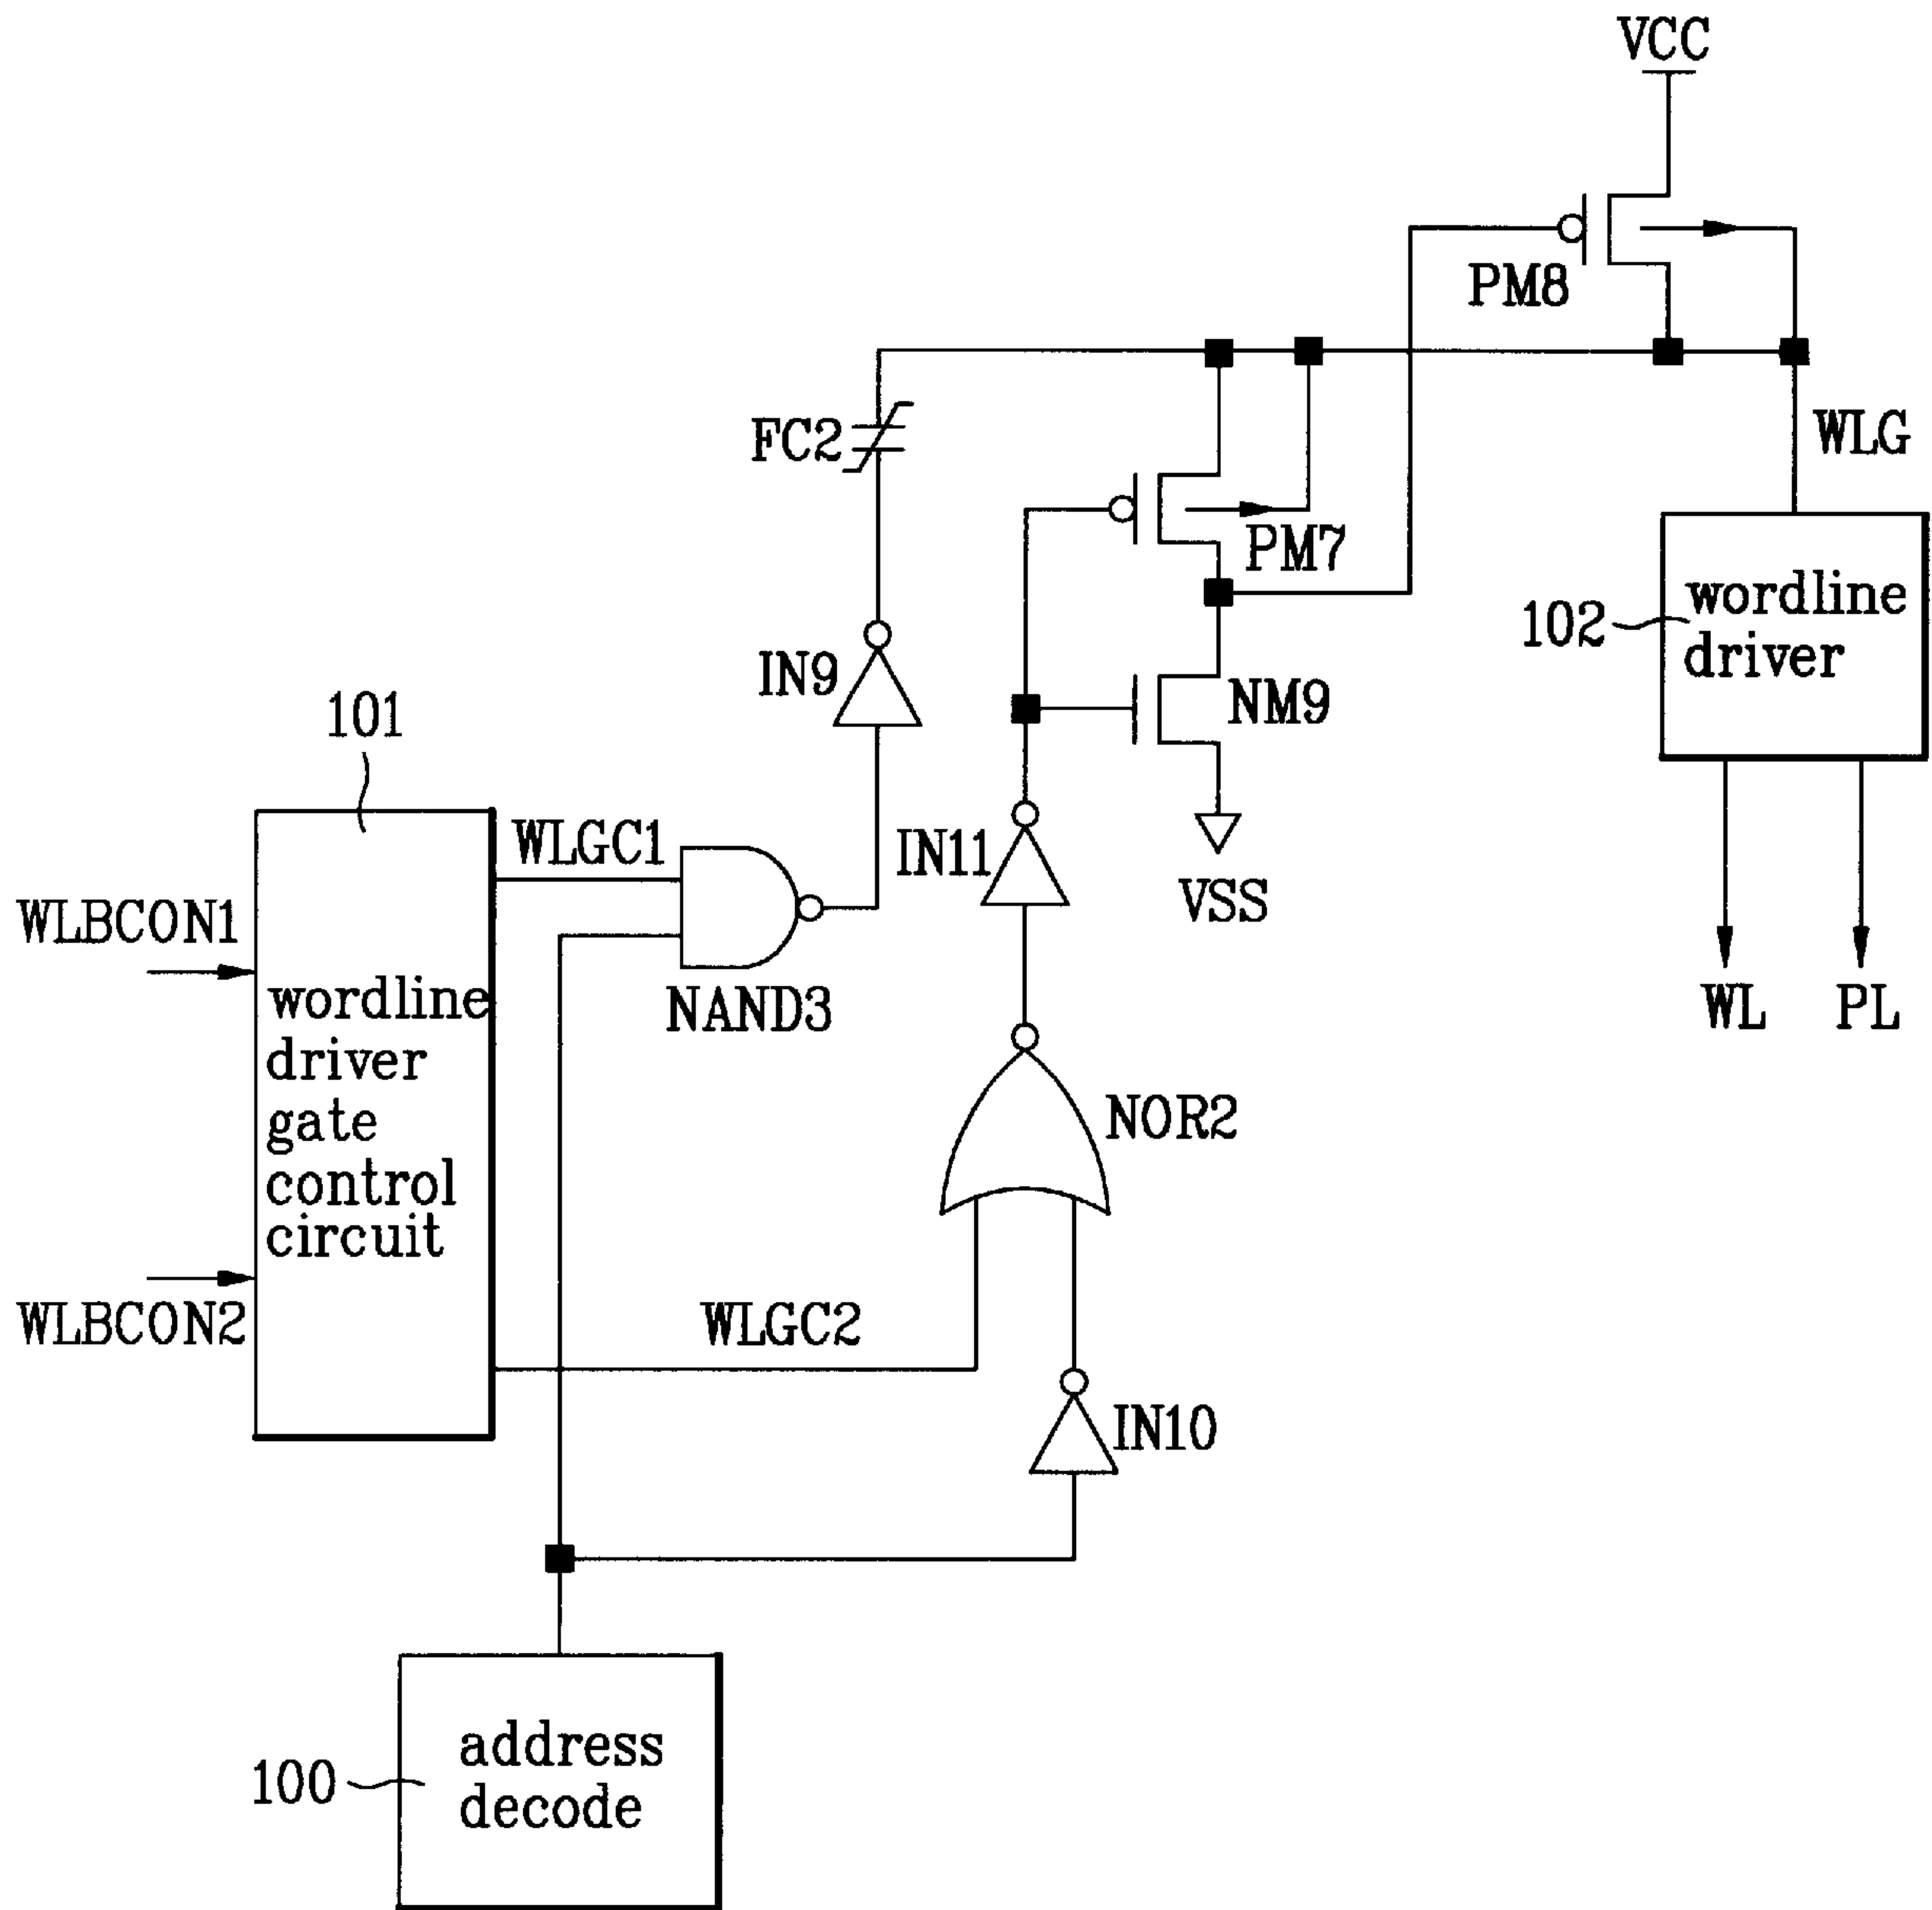 VCC
PM8
FC2
WLG
PM7
wordline
driver
102
IN9
NM9
101
WLGC1
IN11
WLBCON1
VSS
wordline
driver
gate
control
circuit
NAND3
WL
PL
NOR2
WLBCON2
WLGC2
IN10
address
decode
100